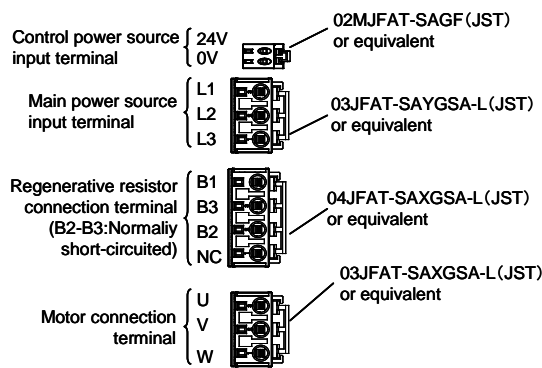 Control power source
input terminal
24V
0V
02MJFAT-SAGF(JST)
or equivalent
Main power source
input terminal
L1
L2
L3
03JFAT-SAYGSA-L(JST)
or equivalent
Regenerative resistor
connection terminal
(B2-B3:Normaliy
short-circuited)
B1
B3
B2
NC
04JFAT-SAXGSA-L(JST)
or equivalent
Motor connection
terminal
U
V
W
03JFAT-SAXGSA-L(JST)
or equivalent